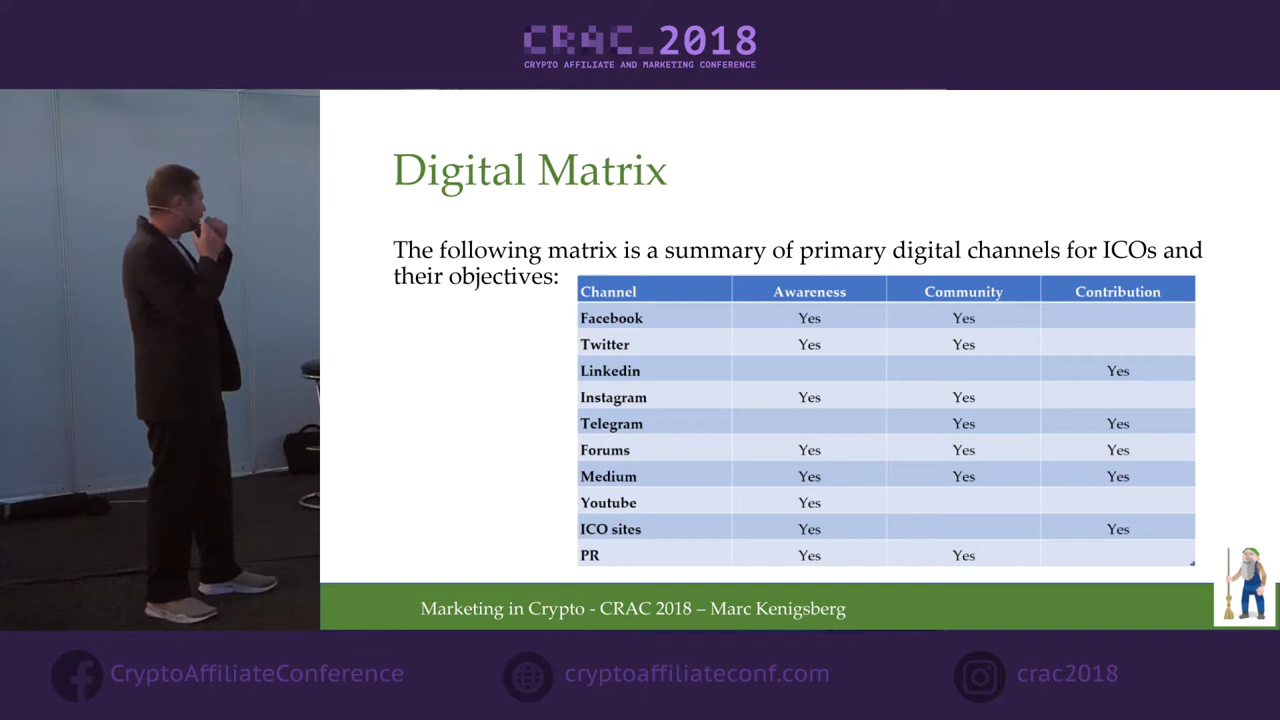 CRAC_2018
CRYPTO AFFILIATE AND MARKETING CONFERENCE
Digital Matrix
The following matrix is a summary of primary digital channels for ICOs and
their objectives:
Channel Awareness Community Contribution
Facebook Yes Yes
Twitter Yes Yes
Linkedin Yes
Instagram Yes Yes
Telegram Yes Yes
Forums Yes Yes Yes
Medium Yes Yes Yes
Youtube Yes
ICO sites Yes Yes
PR Yes Yes
Marketing in Crypto - CRAC 2018 – Marc Kenigsberg
CryptoAffiliateConference cryptoaffiliateconf.com crac2018